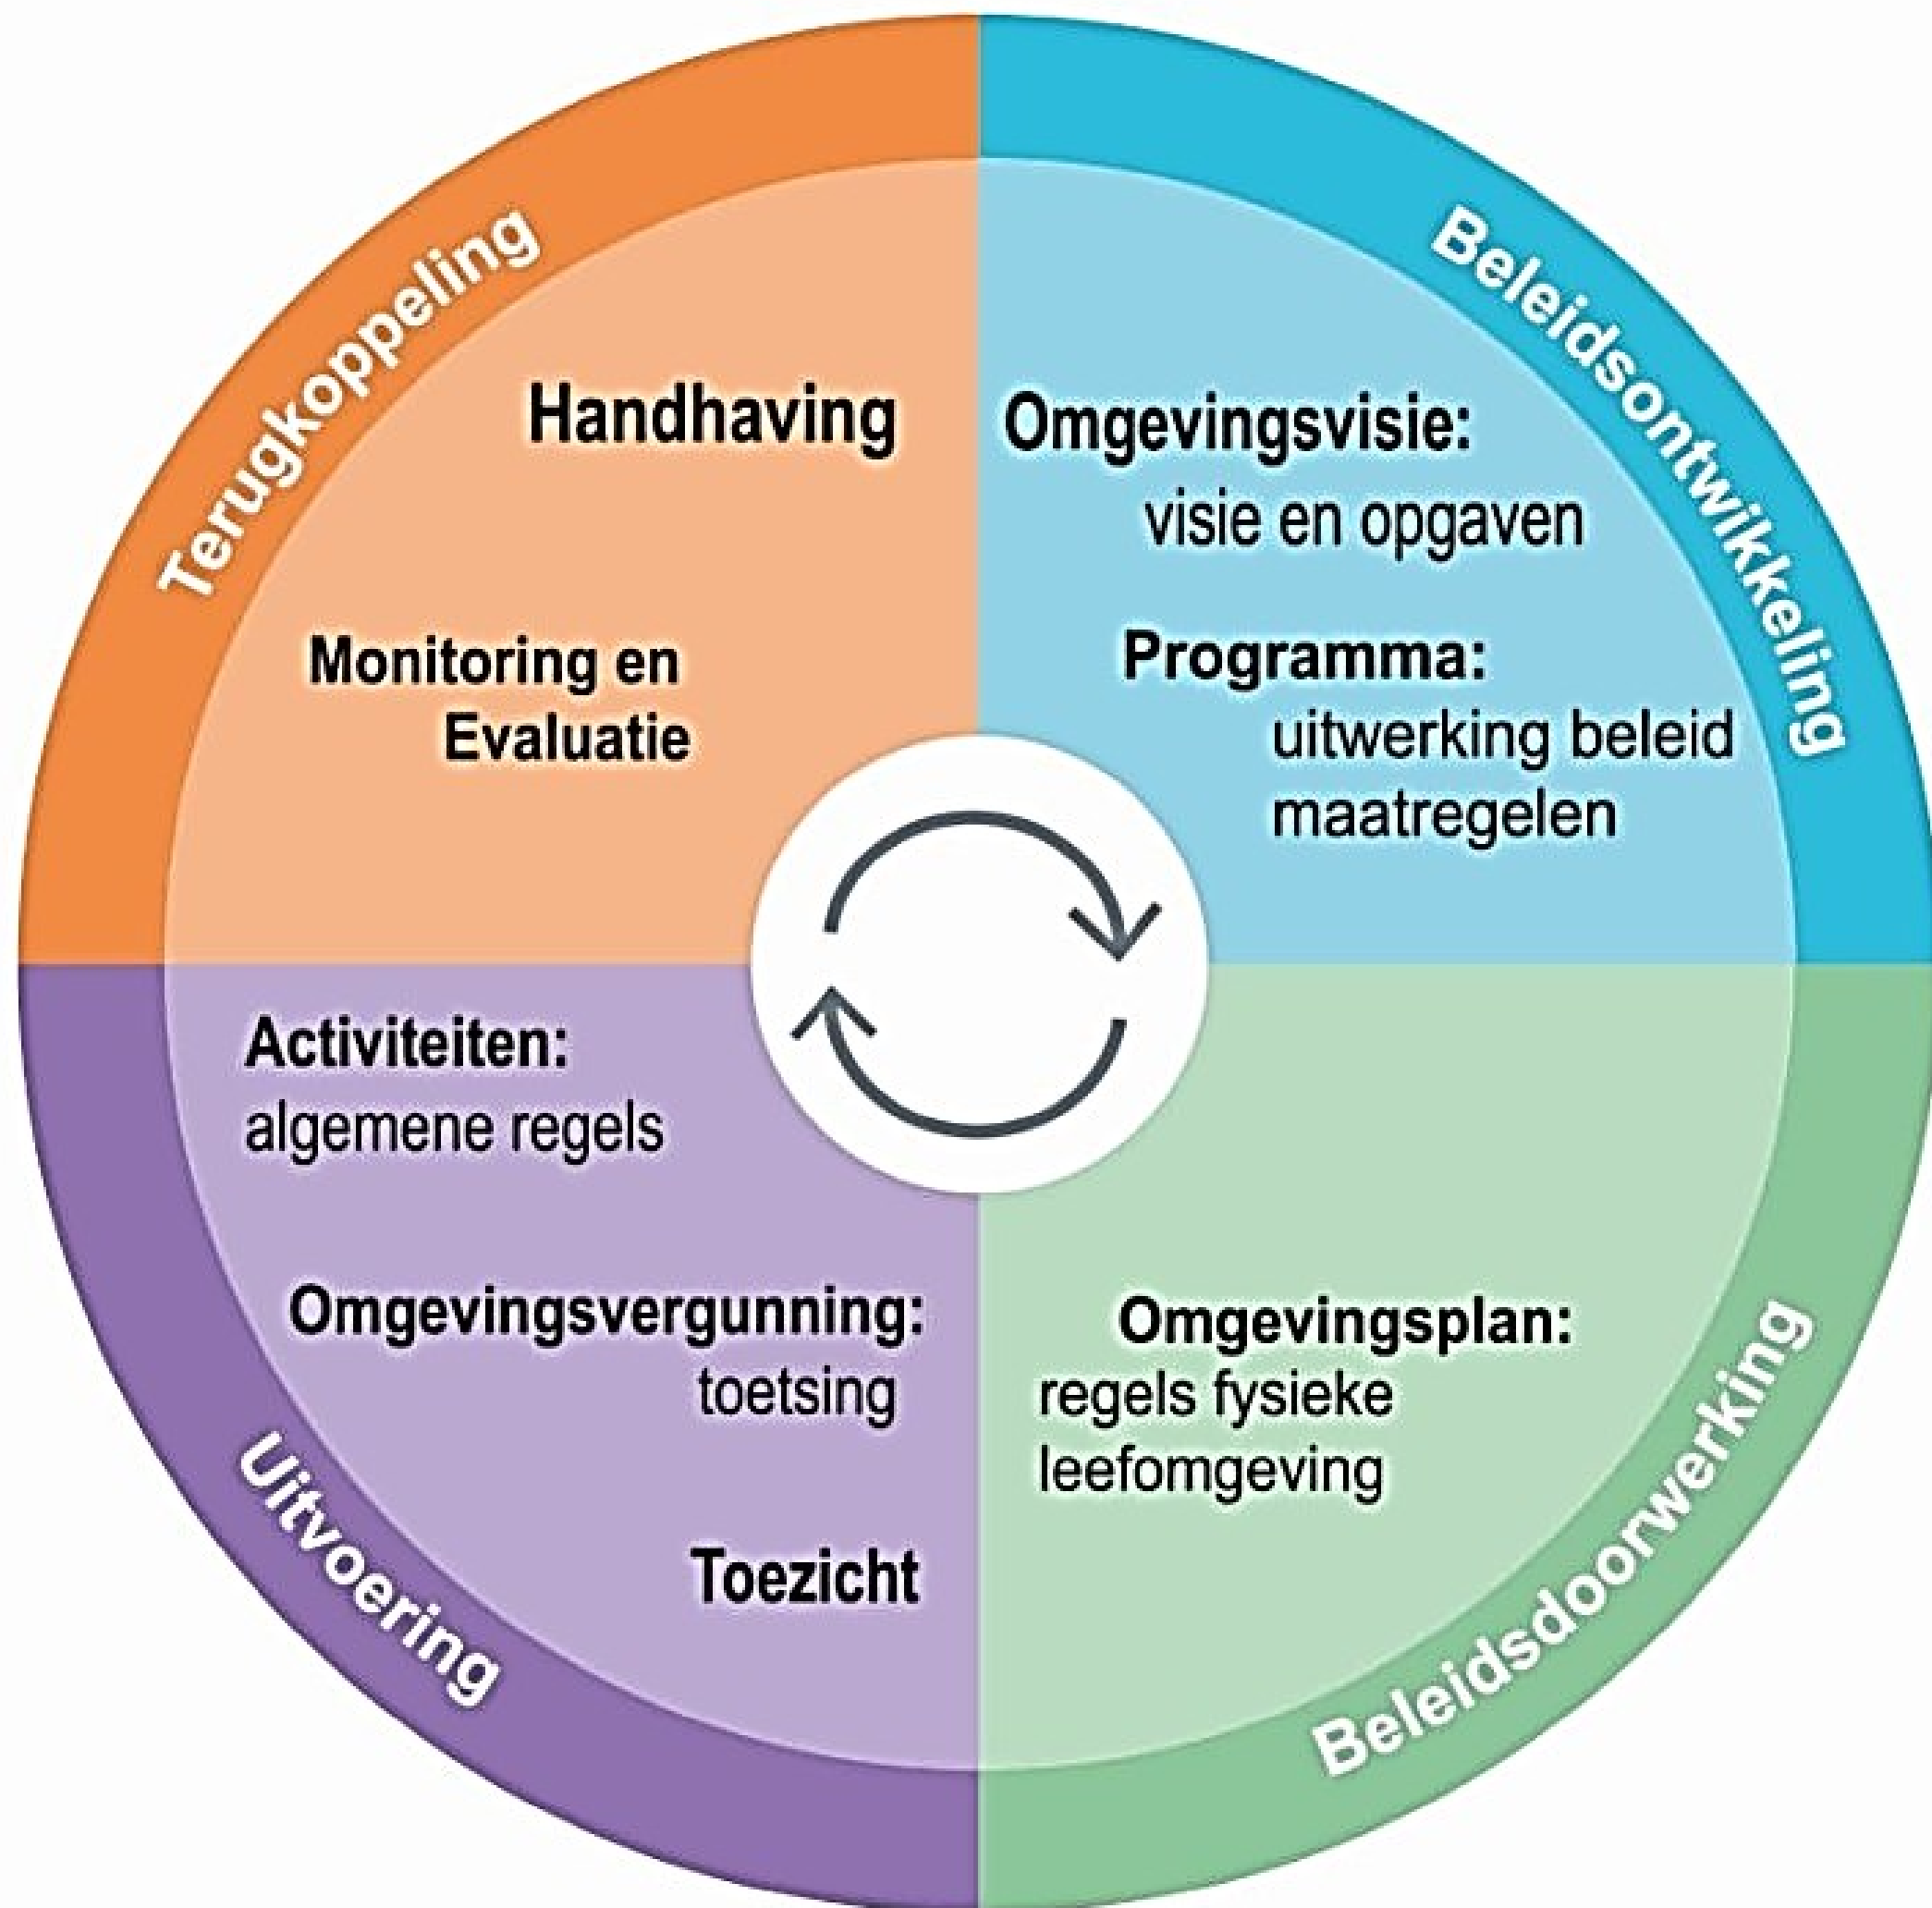 Terugkoppeling
Handhaving
Monitoring en
Evaluatie
Beleidsontwikkeling
Omgevingsvisie:
visie en opgaven
Programma:
uitwerking beleid
maatregelen
Beleidsdoorwerking
Omgevingsplan:
regels fysieke
leefomgeving
Uitvoering
Activiteiten:
algemene regels
Omgevingsvergunning:
toetsing
Toezicht